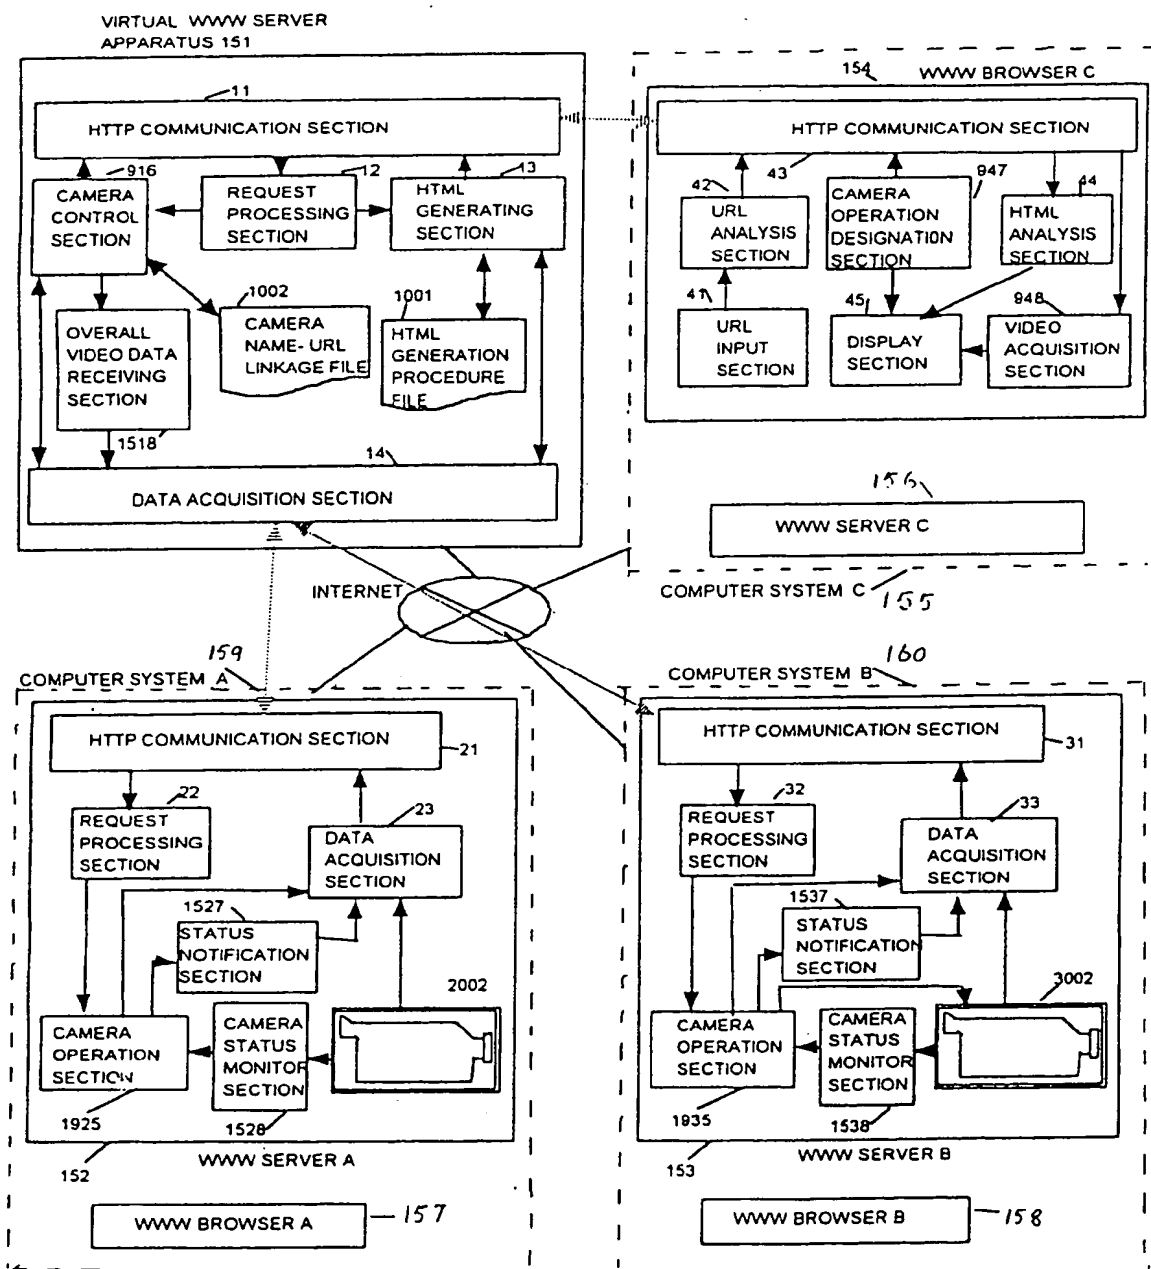 VIRTUAL WWW SERVER
APPARATUS 151
11
HTTP COMMUNICATION SECTION
916
CAMERA
CONTROL
SECTION
12
REQUEST
PROCESSING
SECTION
13
HTML
GENERATING
SECTION
OVERALL
VIDEO DATA
RECEIVING
SECTION
1518
1002
CAMERA
NAME- URL
LINKAGE FILE
1001
HTML
GENERATION
PROCEDURE
FILE
14
DATA ACQUISITION SECTION
154
WWW BROWSER C
HTTP COMMUNICATION SECTION
43
42
URL
ANALYSIS
SECTION
947
CAMERA
OPERATION
DESIGNATION
SECTION
44
HTML
ANALYSIS
SECTION
41
URL
INPUT
SECTION
45
DISPLAY
SECTION
948
VIDEO
ACQUISITION
SECTION
156
WWW SERVER C
COMPUTER SYSTEM C
155
INTERNET
159
COMPUTER SYSTEM A
HTTP COMMUNICATION SECTION
21
22
REQUEST
PROCESSING
SECTION
23
DATA
ACQUISITION
SECTION
1527
STATUS
NOTIFICATION
SECTION
2002
CAMERA
OPERATION
SECTION
1925
CAMERA
STATUS
MONITOR
SECTION
1528
152
WWW SERVER A
WWW BROWSER A
157
160
COMPUTER SYSTEM B
HTTP COMMUNICATION SECTION
31
32
REQUEST
PROCESSING
SECTION
33
DATA
ACQUISITION
SECTION
1537
STATUS
NOTIFICATION
SECTION
3002
CAMERA
OPERATION
SECTION
1935
CAMERA
STATUS
MONITOR
SECTION
1538
153
WWW SERVER B
WWW BROWSER B
158